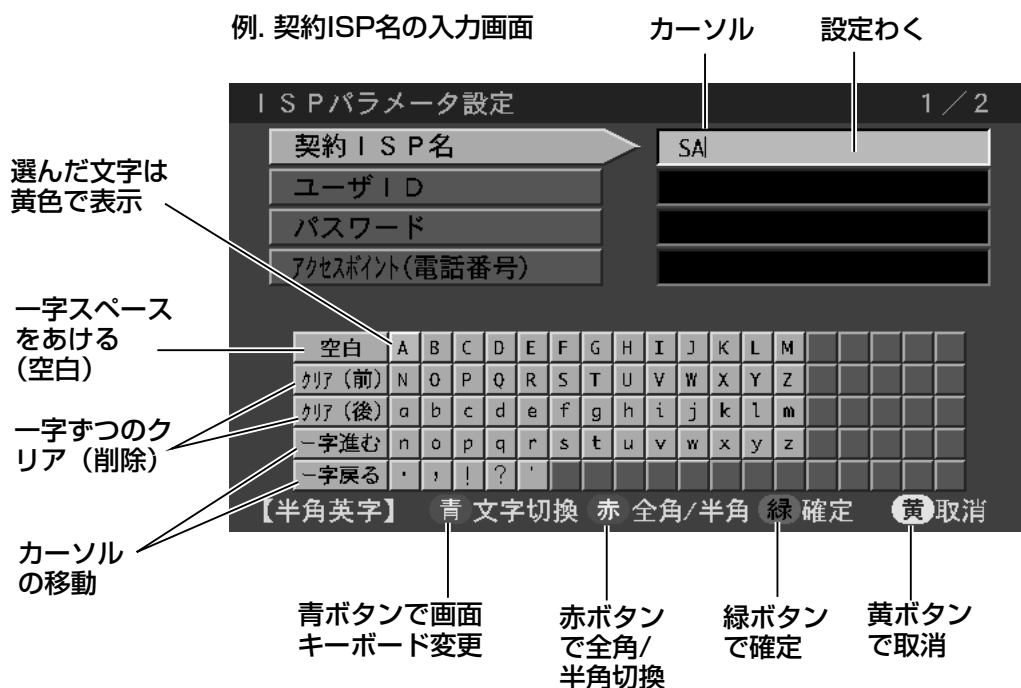 例. 契約ISP名の入力画面
カーソル
設定わく
ＩＳＰパラメータ設定
1／2
選んだ文字は
黄色で表示
契約ＩＳＰ名
SA
ユーザＩＤ
パスワード
ｱｸｾｽﾎﾟｲﾝﾄ(電話番号)
一字スペース
をあける
（空白）
空白 A B C D E F G H I J K L M
ｸﾘｱ（前） N O P Q R S T U V W X Y Z
ｸﾘｱ（後） a b c d e f g h i j k l m
一字進む n o p q r s t u v w x y z
一字戻る ・ , ! ? '
一字ずつのク
リア（削除）
カーソル
の移動
【半角英字】 青 文字切換 赤 全角/半角 緑 確定 黄 取消
青ボタンで画面
キーボード変更
赤ボタン
で全角/
半角切換
緑ボタン
で確定
黄ボタン
で取消